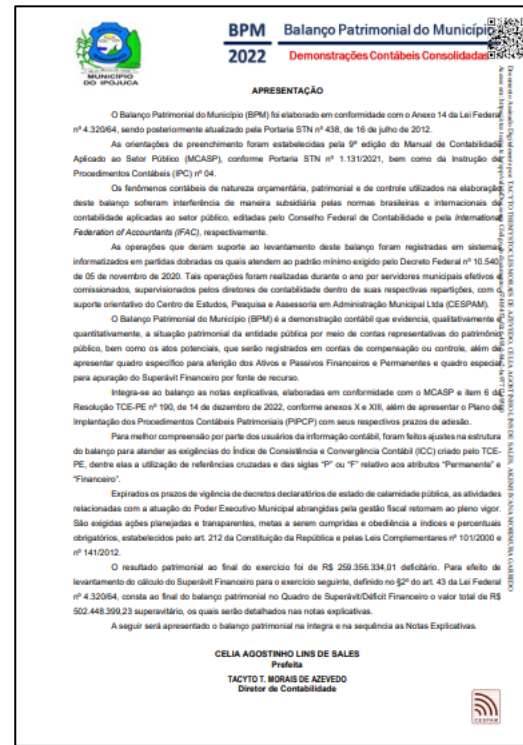 MUNICÍPIO
DO IPOJUCA
BPM
2022
Balanço Patrimonial do Município
Demonstrações Contábeis Consolidadas
APRESENTAÇÃO
O Balanço Patrimonial do Município (BPM) foi elaborado em conformidade com o Anexo 14 da Lei Federal
nº 4.320/64, sendo posteriormente atualizado pela Portaria STN nº 438, de 16 de julho de 2012.
As orientações de preenchimento foram estabelecidas pela 9ª edição do Manual de Contabilidade
Aplicado ao Setor Público (MCASP), conforme Portaria STN nº 1.131/2021, bem como da Instrução de
Procedimentos Contábeis (IPC) nº 04.
Os fenômenos contábeis de natureza orçamentária, patrimonial e de controle utilizados na elaboração
deste balanço sofreram interferência de maneira subsidiária pelas normas brasileiras e internacionais de
contabilidade aplicadas ao setor público, editadas pelo Conselho Federal de Contabilidade e pela International
Federation of Accountants (IFAC), respectivamente.
As operações que deram suporte ao levantamento deste balanço foram registradas em sistemas
informatizados em partidas dobradas os quais atendem ao padrão mínimo exigido pelo Decreto Federal nº 10.540,
de 05 de novembro de 2020. Tais operações foram realizadas durante o ano por servidores municipais efetivos e
comissionados, supervisionados pelos diretores de contabilidade dentro de suas respectivas repartições, com o
suporte orientativo do Centro de Estudos, Pesquisa e Assessoria em Administração Municipal Ltda (CESPAM).
O Balanço Patrimonial do Município (BPM) é a demonstração contábil que evidencia, qualitativamente e
quantitativamente, a situação patrimonial da entidade pública por meio de contas representativas do patrimônio
público, bem como os atos potenciais, que serão registrados em contas de compensação ou controle, além de
apresentar quadro específico para aferição dos Ativos e Passivos Financeiros e Permanentes e quadro especial
para apuração do Superávit Financeiro por fonte de recurso.
Integra-se ao balanço as notas explicativas, elaboradas em conformidade com o MCASP e item 6 da
Resolução TCE-PE nº 190, de 14 de dezembro de 2022, conforme anexos X e XIII, além de apresentar o Plano de
Implantação dos Procedimentos Contábeis Patrimoniais (PIPCP) com seus respectivos prazos de adesão.
Para melhor compreensão por parte dos usuários da informação contábil, foram feitos ajustes na estrutura
do balanço para atender as exigências do Índice de Consistência e Convergência Contábil (ICC) criado pelo TCE-
PE, dentre elas a utilização de referências cruzadas e das siglas “P” ou “F” relativo aos atributos “Permanente” e
“Financeiro”.
Expirados os prazos de vigência de decretos declaratórios de estado de calamidade pública, as atividades
relacionadas com a atuação do Poder Executivo Municipal abrangidas pela gestão fiscal retomam ao pleno vigor.
São exigidas ações planejadas e transparentes, metas a serem cumpridas e obediência a índices e percentuais
obrigatórios, estabelecidos pelo art. 212 da Constituição da República e pelas Leis Complementares nº 101/2000 e
nº 141/2012.
O resultado patrimonial ao final do exercício foi de R$ 259.356.334,01 deficitário. Para efeito de
levantamento do cálculo do Superávit Financeiro para o exercício seguinte, definido no §2º do art. 43 da Lei Federal
nº 4.320/64, consta ao final do balanço patrimonial no Quadro de Superávit/Déficit Financeiro o valor total de R$
502.448.399,23 superavitário, os quais serão detalhados nas notas explicativas.
A seguir será apresentado o balanço patrimonial na íntegra e na sequência as Notas Explicativas.
CELIA AGOSTINHO LINS DE SALES
Prefeita
TACYTO T. MORAIS DE AZEVEDO
Diretor de Contabilidade
CESPAM
Documento Assinado Digitalmente por: TACYTO THEMYSTOCLES MORAIS DE AZEVEDO, CELIA AGOSTINHO LINS DE SALES, AKEMI IVANA MORIMURA GARRIDO